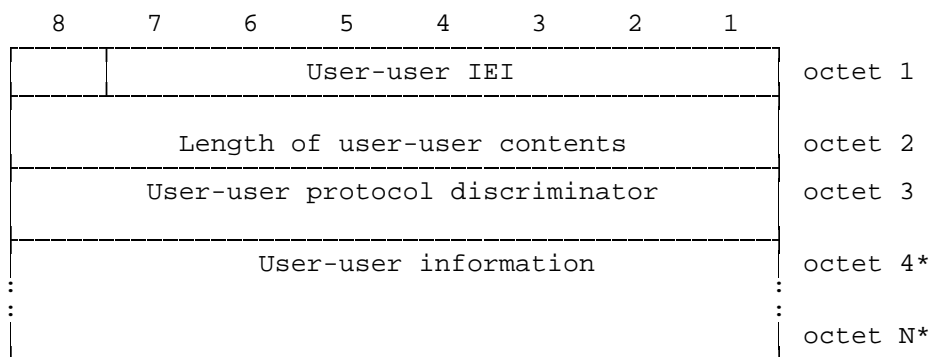 8 7 6 5 4 3 2 1
User-user IEI octet 1
Length of user-user contents octet 2
User-user protocol discriminator octet 3
User-user information octet 4*
:
:
octet N*